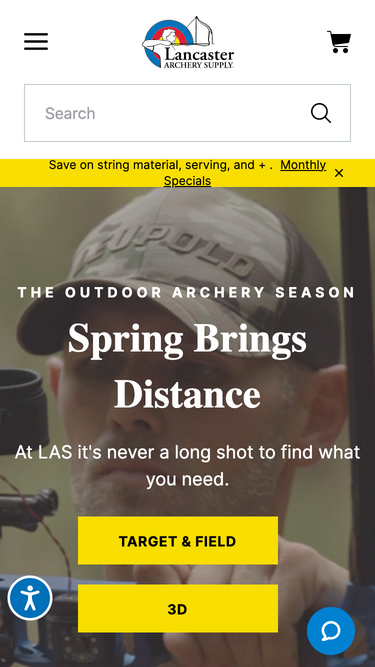 Lancaster
ARCHERY SUPPLY
Search
Save on string material, serving, and + . Monthly
Specials
LEUPOLD
THE OUTDOOR ARCHERY SEASON
Spring Brings
Distance
At LAS it's never a long shot to find what
you need.
TARGET & FIELD
3D